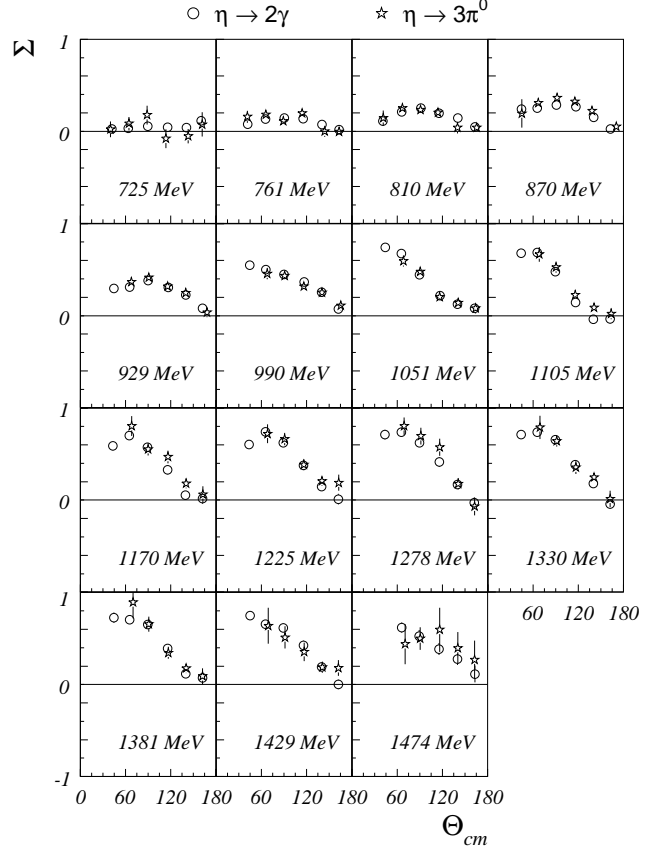 ○ η → 2γ ☆ η → 3π⁰
Σ
1
0
725 MeV 761 MeV 810 MeV 870 MeV
1
0
929 MeV 990 MeV 1051 MeV 1105 MeV
1
0
1170 MeV 1225 MeV 1278 MeV 1330 MeV
1
60 120 180
0
1381 MeV 1429 MeV 1474 MeV
-1
0 60 120 180 60 120 180 60 120 180
Θcm